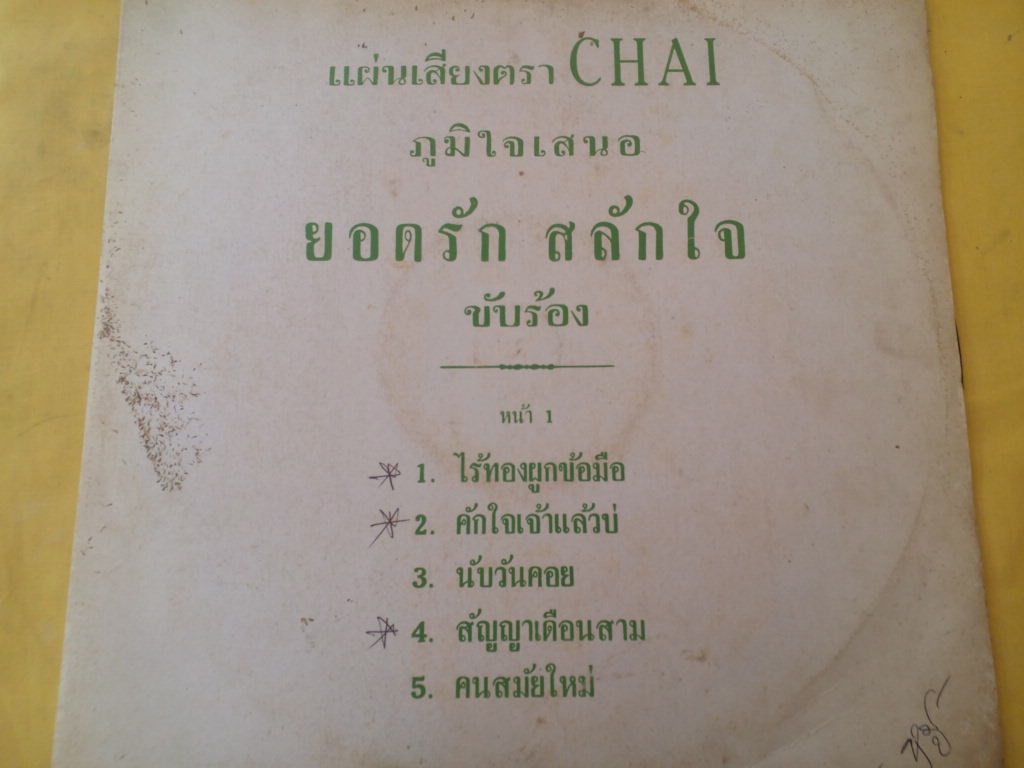 แผ่นเสียงตรา CHAI
ภูมิใจเสนอ
ยอดรัก สลักใจ
ขับร้อง
หน้า 1
1. ไร้ทองผูกข้อมือ
2. คักใจเจ้าแล้วบ่
3. นับวันคอย
4. สัญญาเดือนสาม
5. คนสมัยใหม่